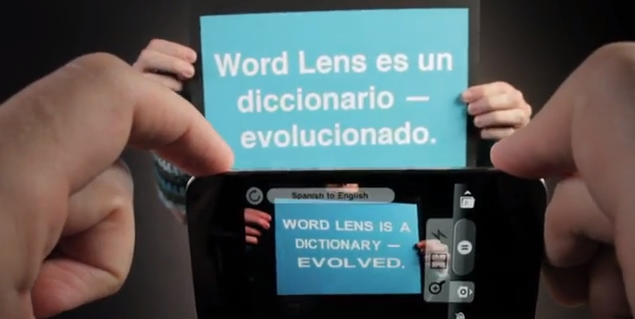 Word Lens es un
diccionario —
evolucionado.
Spanish to English
WORD LENS IS A
DICTIONARY —
EVOLVED.